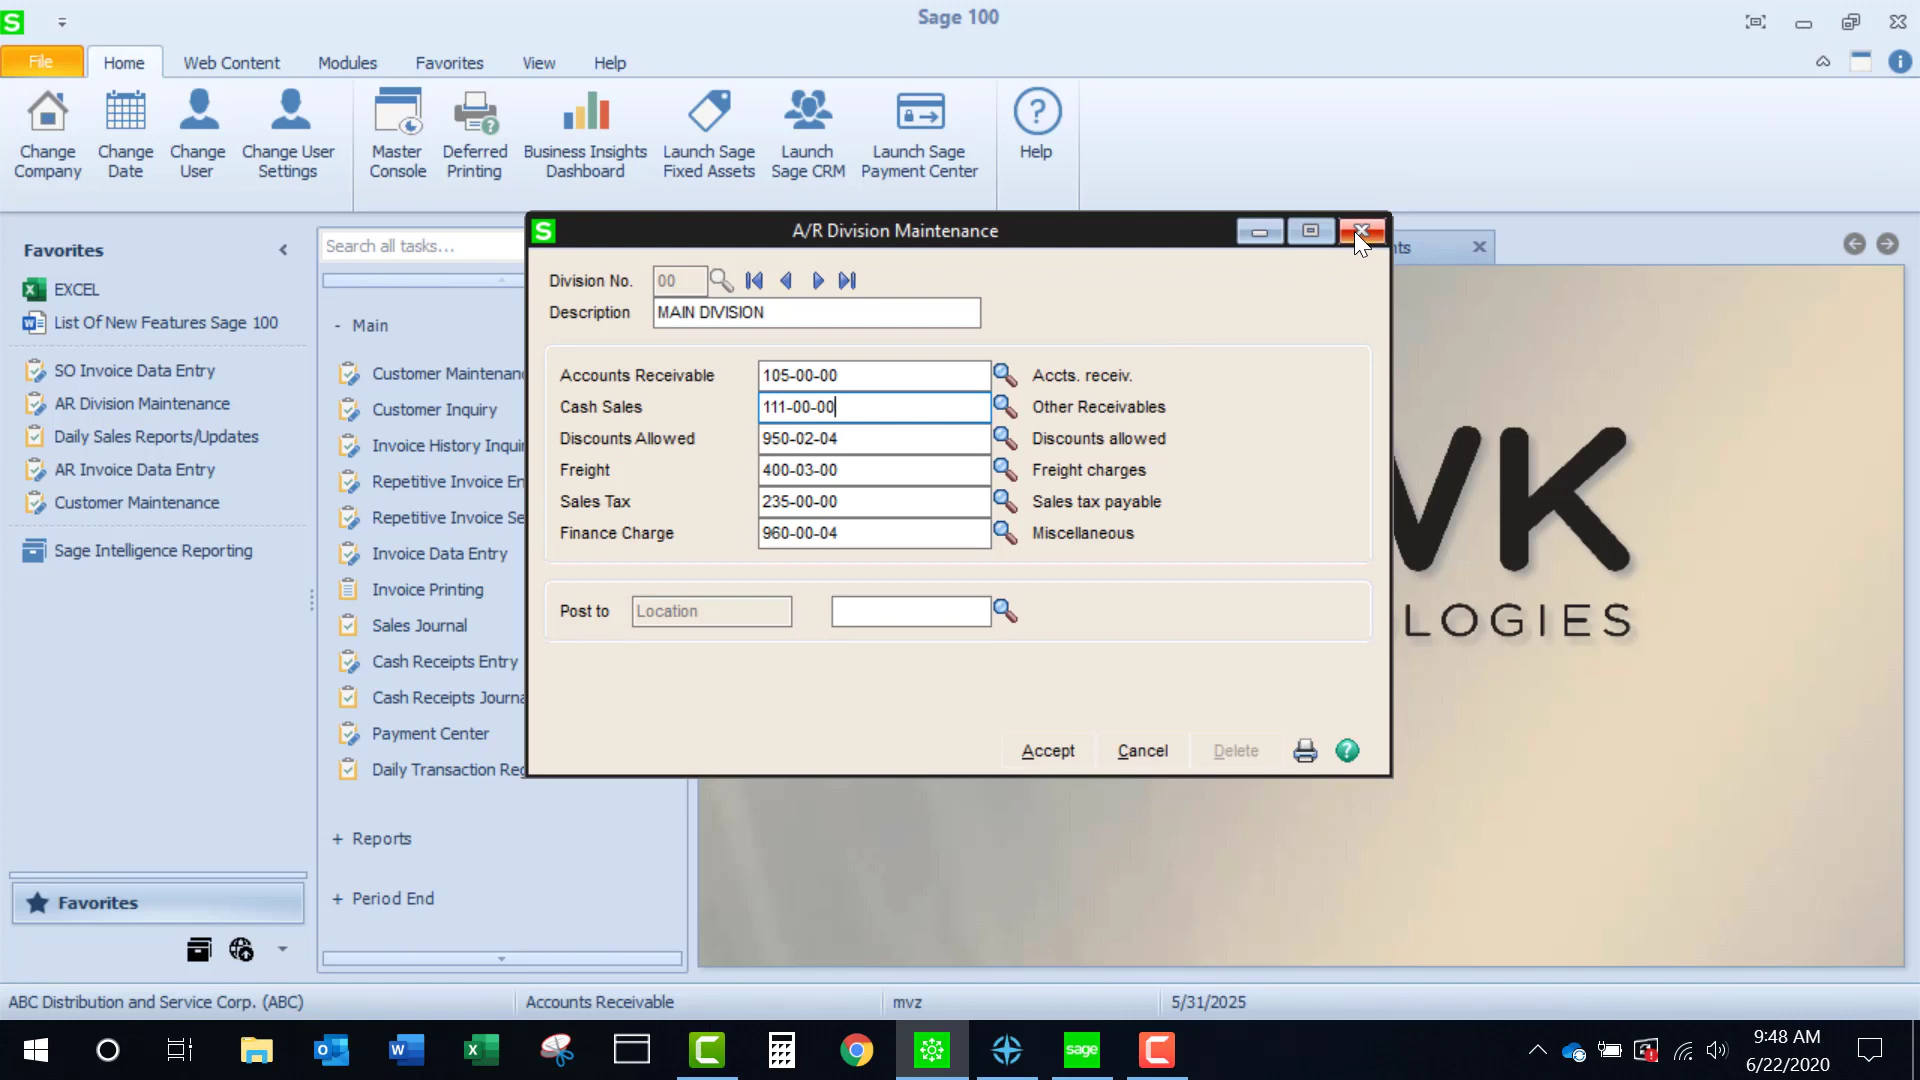 Sage 100
File
Home
Web Content
Modules
Favorites
View
Help
Change Company
Change Date
Change User
Change User Settings
Master Console
Deferred Printing
Business Insights Dashboard
Launch Sage Fixed Assets
Launch Sage CRM
Launch Sage Payment Center
Help
Favorites
EXCEL
List Of New Features Sage 100
SO Invoice Data Entry
AR Division Maintenance
Daily Sales Reports/Updates
AR Invoice Data Entry
Customer Maintenance
Sage Intelligence Reporting
Favorites
Search all tasks...
- Main
Customer Maintenanc
Customer Inquiry
Invoice History Inqui
Repetitive Invoice En
Repetitive Invoice Se
Invoice Data Entry
Invoice Printing
Sales Journal
Cash Receipts Entry
Cash Receipts Journa
Payment Center
Daily Transaction Reg
+ Reports
+ Period End
nts
A/R Division Maintenance
Division No. 00
Description MAIN DIVISION
Accounts Receivable 105-00-00 Accts. receiv.
Cash Sales 111-00-00 Other Receivables
Discounts Allowed 950-02-04 Discounts allowed
Freight 400-03-00 Freight charges
Sales Tax 235-00-00 Sales tax payable
Finance Charge 960-00-04 Miscellaneous
Post to Location
Accept
Cancel
Delete
VK
LOGIES
ABC Distribution and Service Corp. (ABC)
Accounts Receivable
mvz
5/31/2025
sage
9:48 AM
6/22/2020